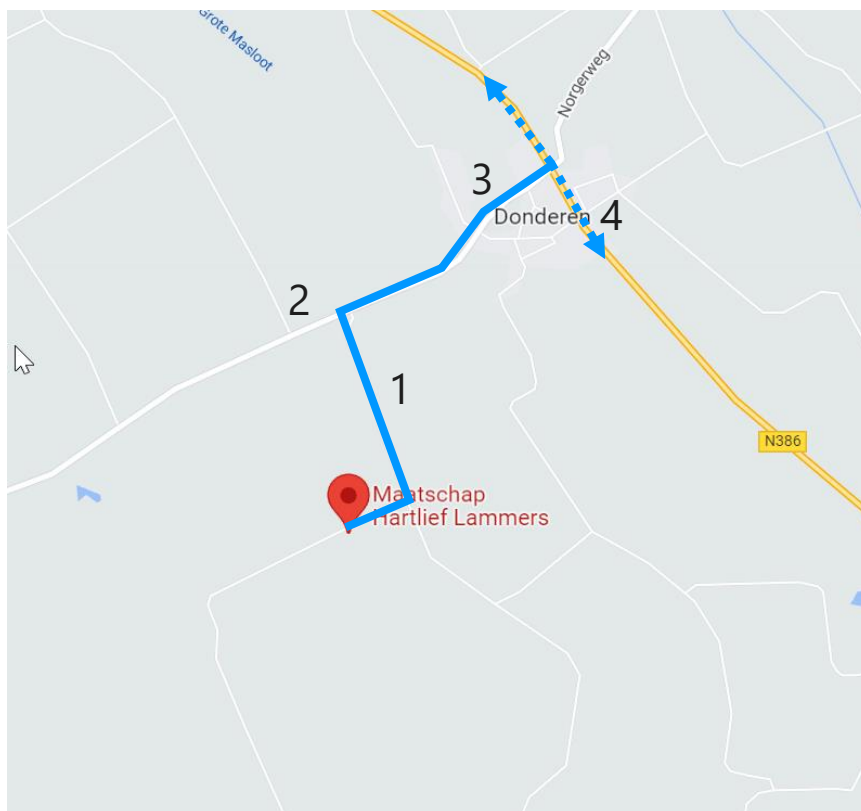 Grote Masloot
Norgerweg
3
Donderen
4
2
1
N386
Maatschap
Hartlief Lammers